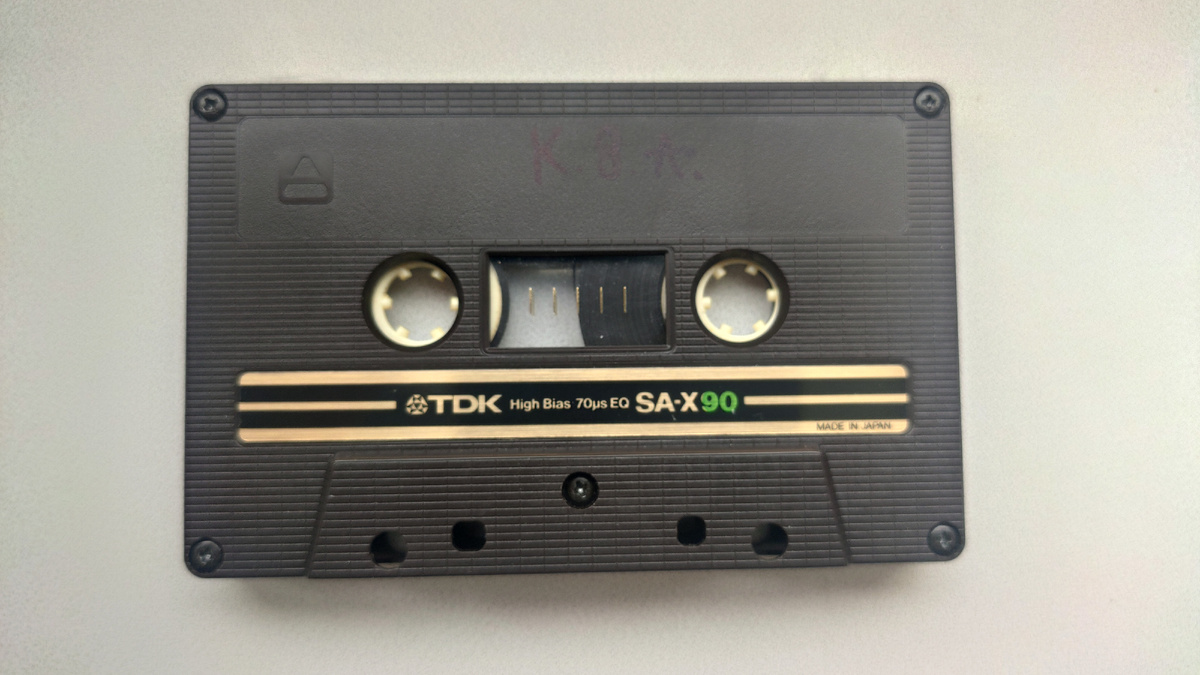 TDK High Bias 70µs EQ SA-X90
MADE IN JAPAN